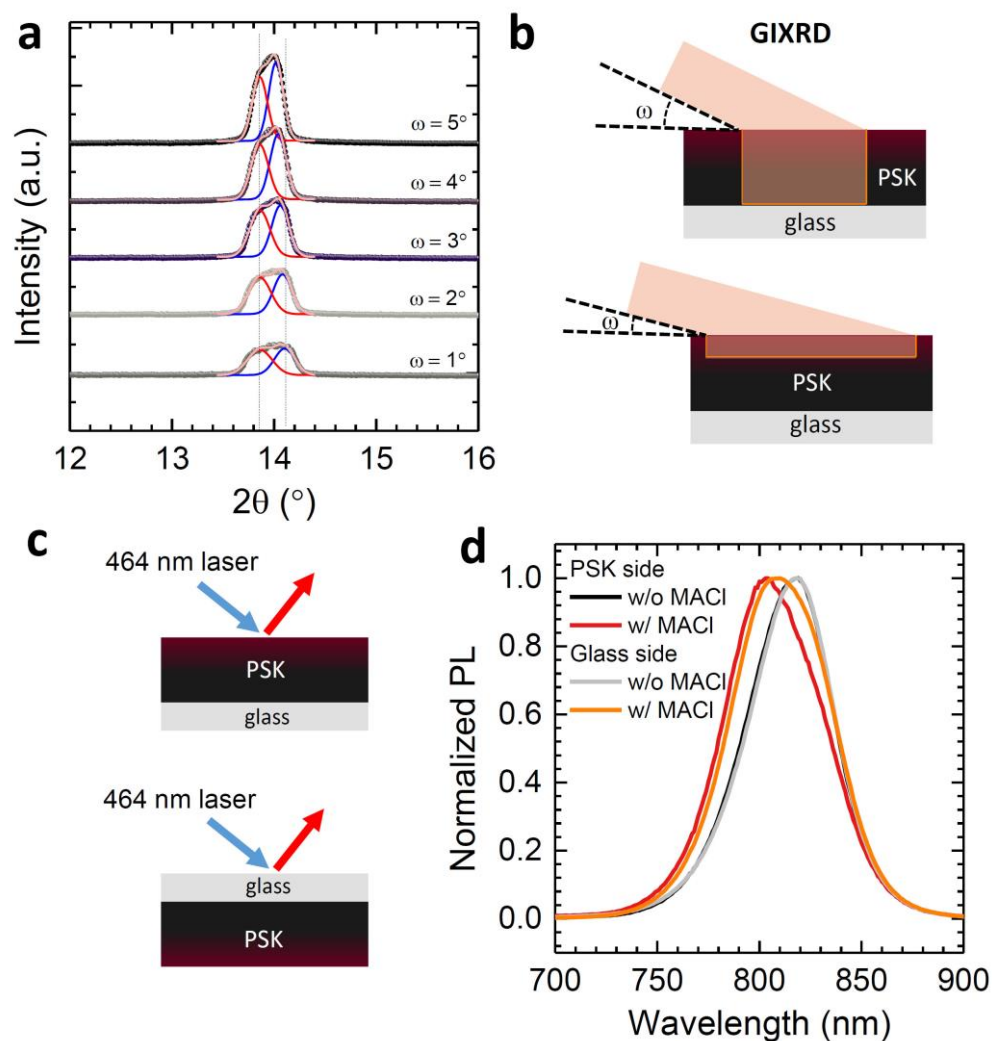 a
Intensity (a.u.)
ω = 5°
ω = 4°
ω = 3°
ω = 2°
ω = 1°
12 13 14 15 16
2θ (°)
b
GIXRD
ω
PSK
glass
ω
PSK
glass
c
464 nm laser
PSK
glass
464 nm laser
glass
PSK
d
Normalized PL
1.0
0.8
0.6
0.4
0.2
0.0
PSK side
w/o MACl
w/ MACl
Glass side
w/o MACl
w/ MACl
700 750 800 850 900
Wavelength (nm)